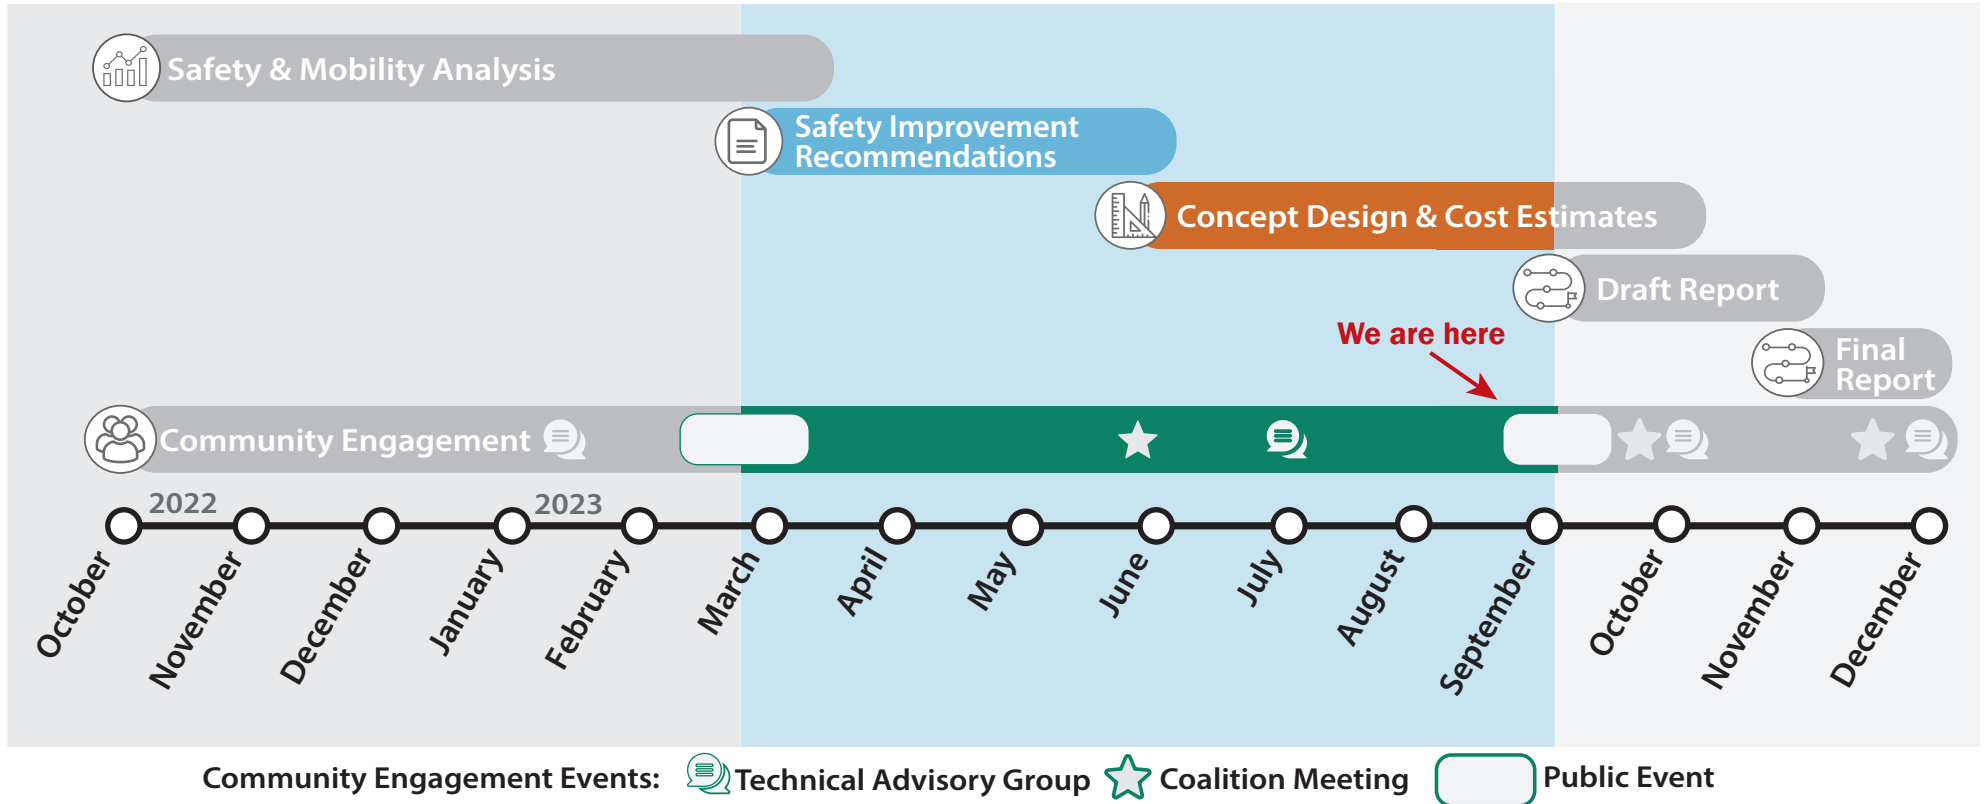 Safety & Mobility Analysis
Safety Improvement
Recommendations
Concept Design & Cost Estimates
Draft Report
We are here
Final
Report
Community Engagement
2022
2023
October
November
December
January
February
March
April
May
June
July
August
September
October
November
December
Community Engagement Events:
Technical Advisory Group
Coalition Meeting
Public Event